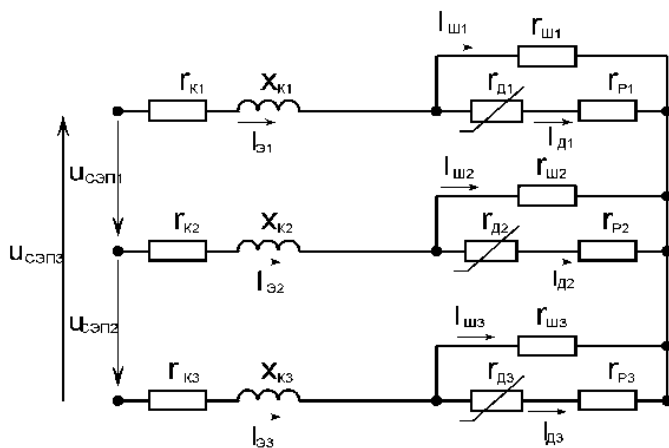 Iш1 rш1
rк1 xк1 rд1 rр1
Iэ1 Iд1
uсэп1
Iш2 rш2
rк2 xк2 rд2 rр2
uсэп3
Iэ2 Iд2
uсэп2
Iш3 rш3
rк3 xк3 rд3 rр3
Iэ3 Iд3